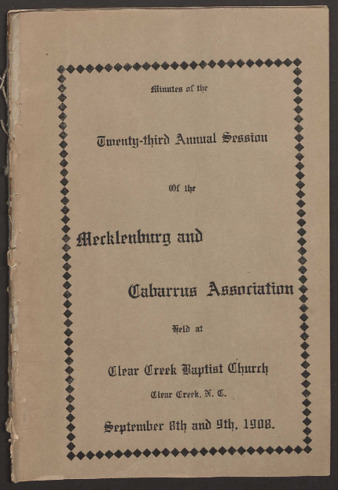 Minutes of the
Twenty-third Annual Session
Of the
Mecklenburg and
Cabarrus Association
Held at
Clear Creek Baptist Church
Clear Creek, N. C.
September 8th and 9th, 1908.